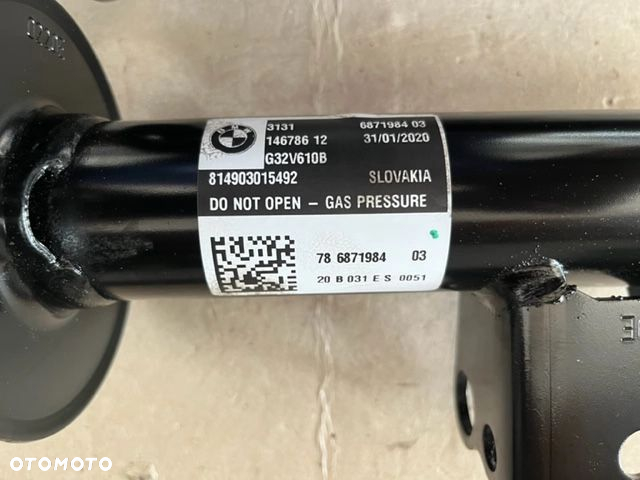 BMW
3131 6871984 03
146786 12 31/01/2020
G32V610B
814903015492 SLOVAKIA
DO NOT OPEN – GAS PRESSURE
78 6871984 03
20 B 031 E S 0051
OTOMOTO